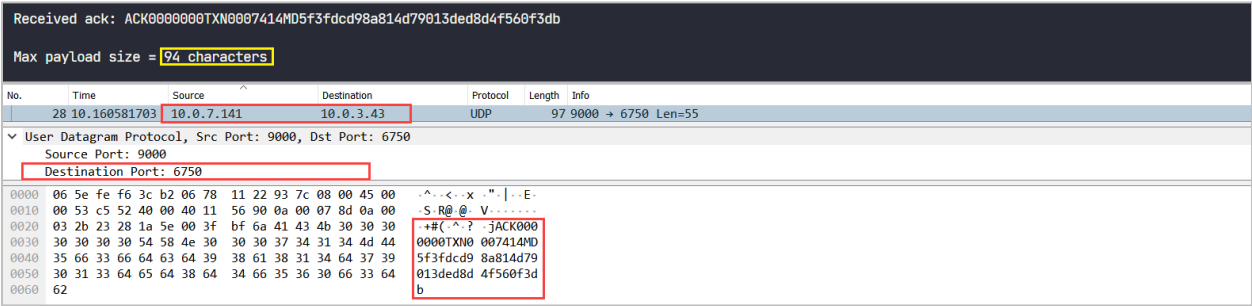 Received ack: ACK0000000TXN0007414MD5f3fdcd98a814d79013ded8d4f560f3db
Max payload size = 94 characters
No. Time Source Destination Protocol Length Info
28 10.160581703 10.0.7.141 10.0.3.43 UDP 97 9000 → 6750 Len=55
User Datagram Protocol, Src Port: 9000, Dst Port: 6750
Source Port: 9000
Destination Port: 6750
0000 06 5e fe f6 3c b2 06 78 11 22 93 7c 08 00 45 00 ·^··<··x ·"·|··E·
0010 00 53 c5 52 40 00 40 11 56 90 0a 00 07 8d 0a 00 ·S·R@·@· V·······
0020 03 2b 23 28 1a 5e 00 3f bf 6a 41 43 4b 30 30 30 ·+#(·^·? ·jACK000
0030 30 30 30 30 54 58 4e 30 30 30 37 34 31 34 4d 44 0000TXN0 007414MD
0040 35 66 33 66 64 63 64 39 38 61 38 31 34 64 37 39 5f3fdcd9 8a814d79
0050 30 31 33 64 65 64 38 64 34 66 35 36 30 66 33 64 013ded8d 4f560f3d
0060 62 b